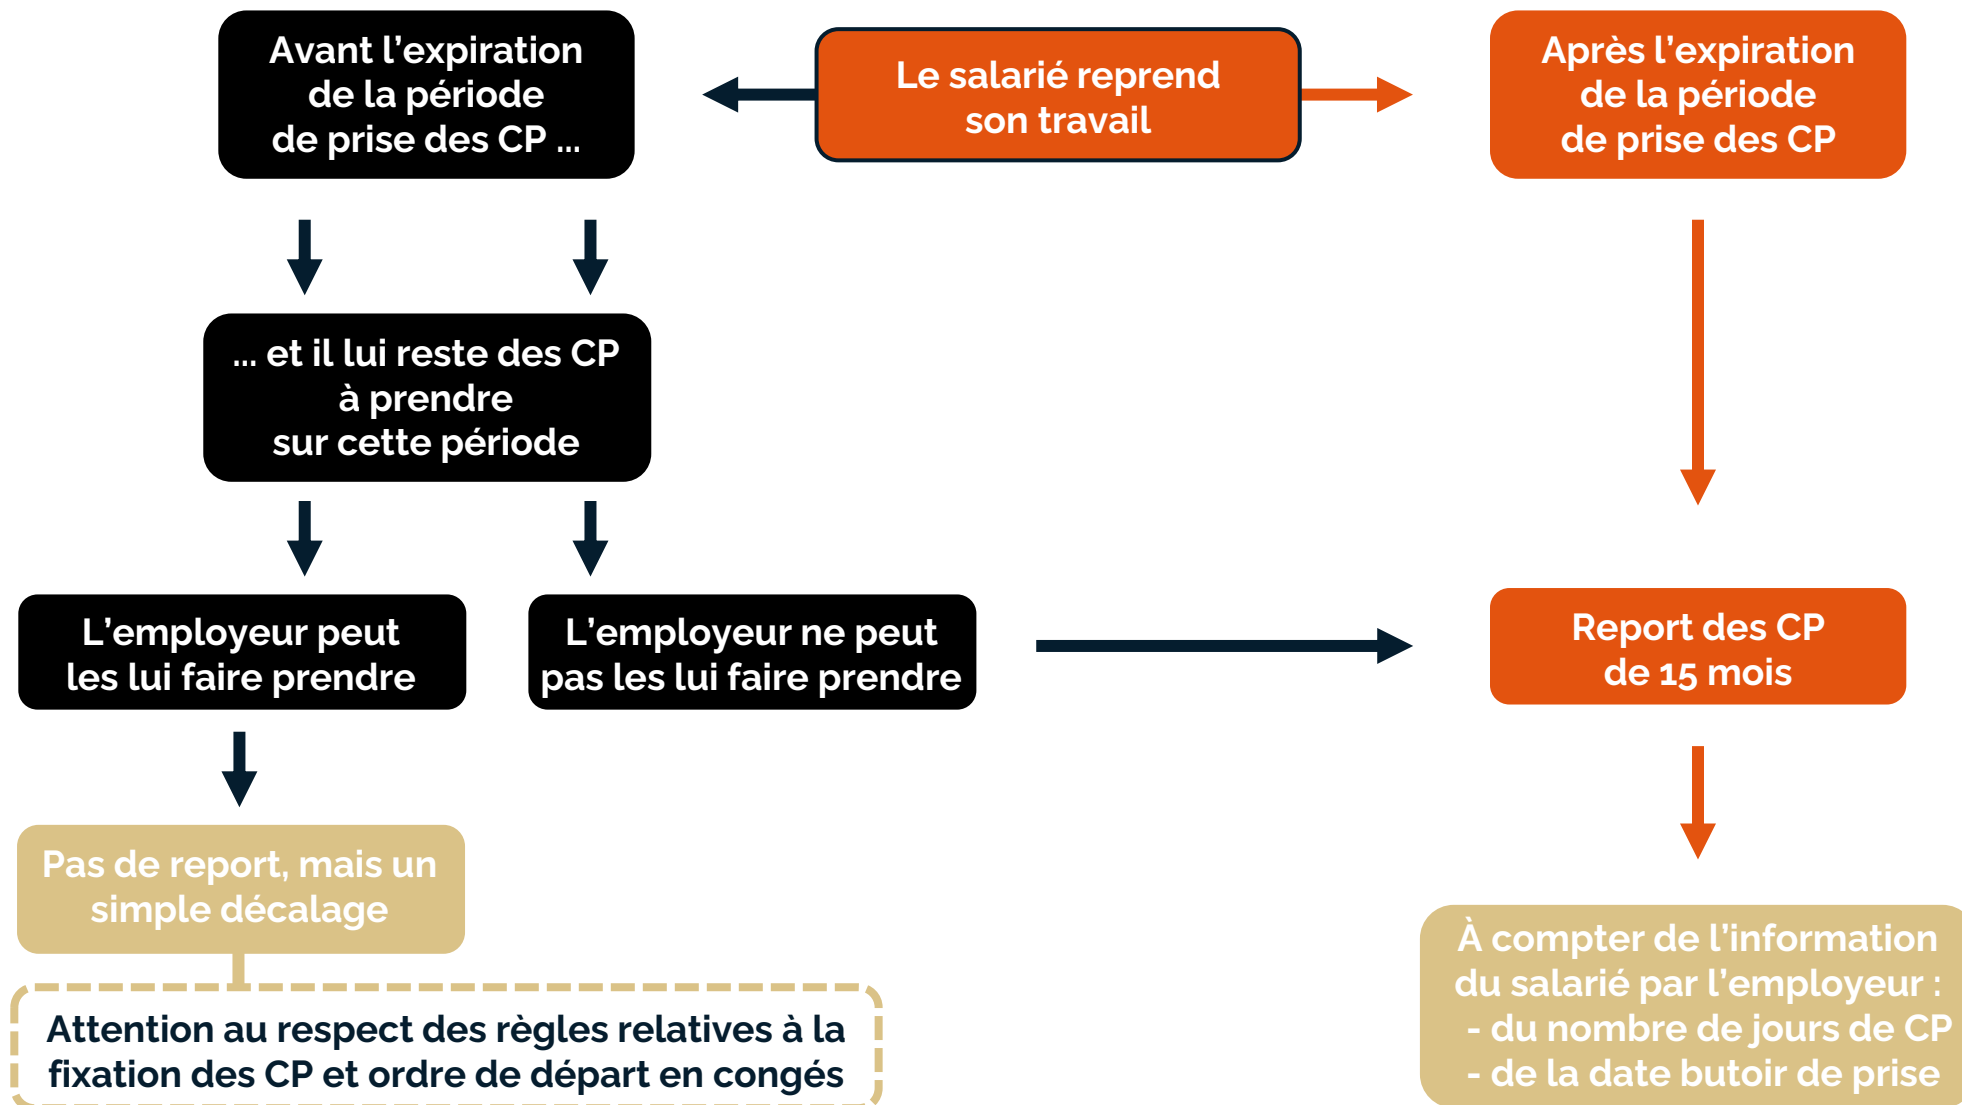 Avant l’expiration
de la période
de prise des CP ...
Le salarié reprend
son travail
Après l’expiration
de la période
de prise des CP
... et il lui reste des CP
à prendre
sur cette période
L’employeur peut
les lui faire prendre
L’employeur ne peut
pas les lui faire prendre
Report des CP
de 15 mois
Pas de report, mais un
simple décalage
Attention au respect des règles relatives à la
fixation des CP et ordre de départ en congés
À compter de l’information
du salarié par l’employeur :
- du nombre de jours de CP
- de la date butoir de prise